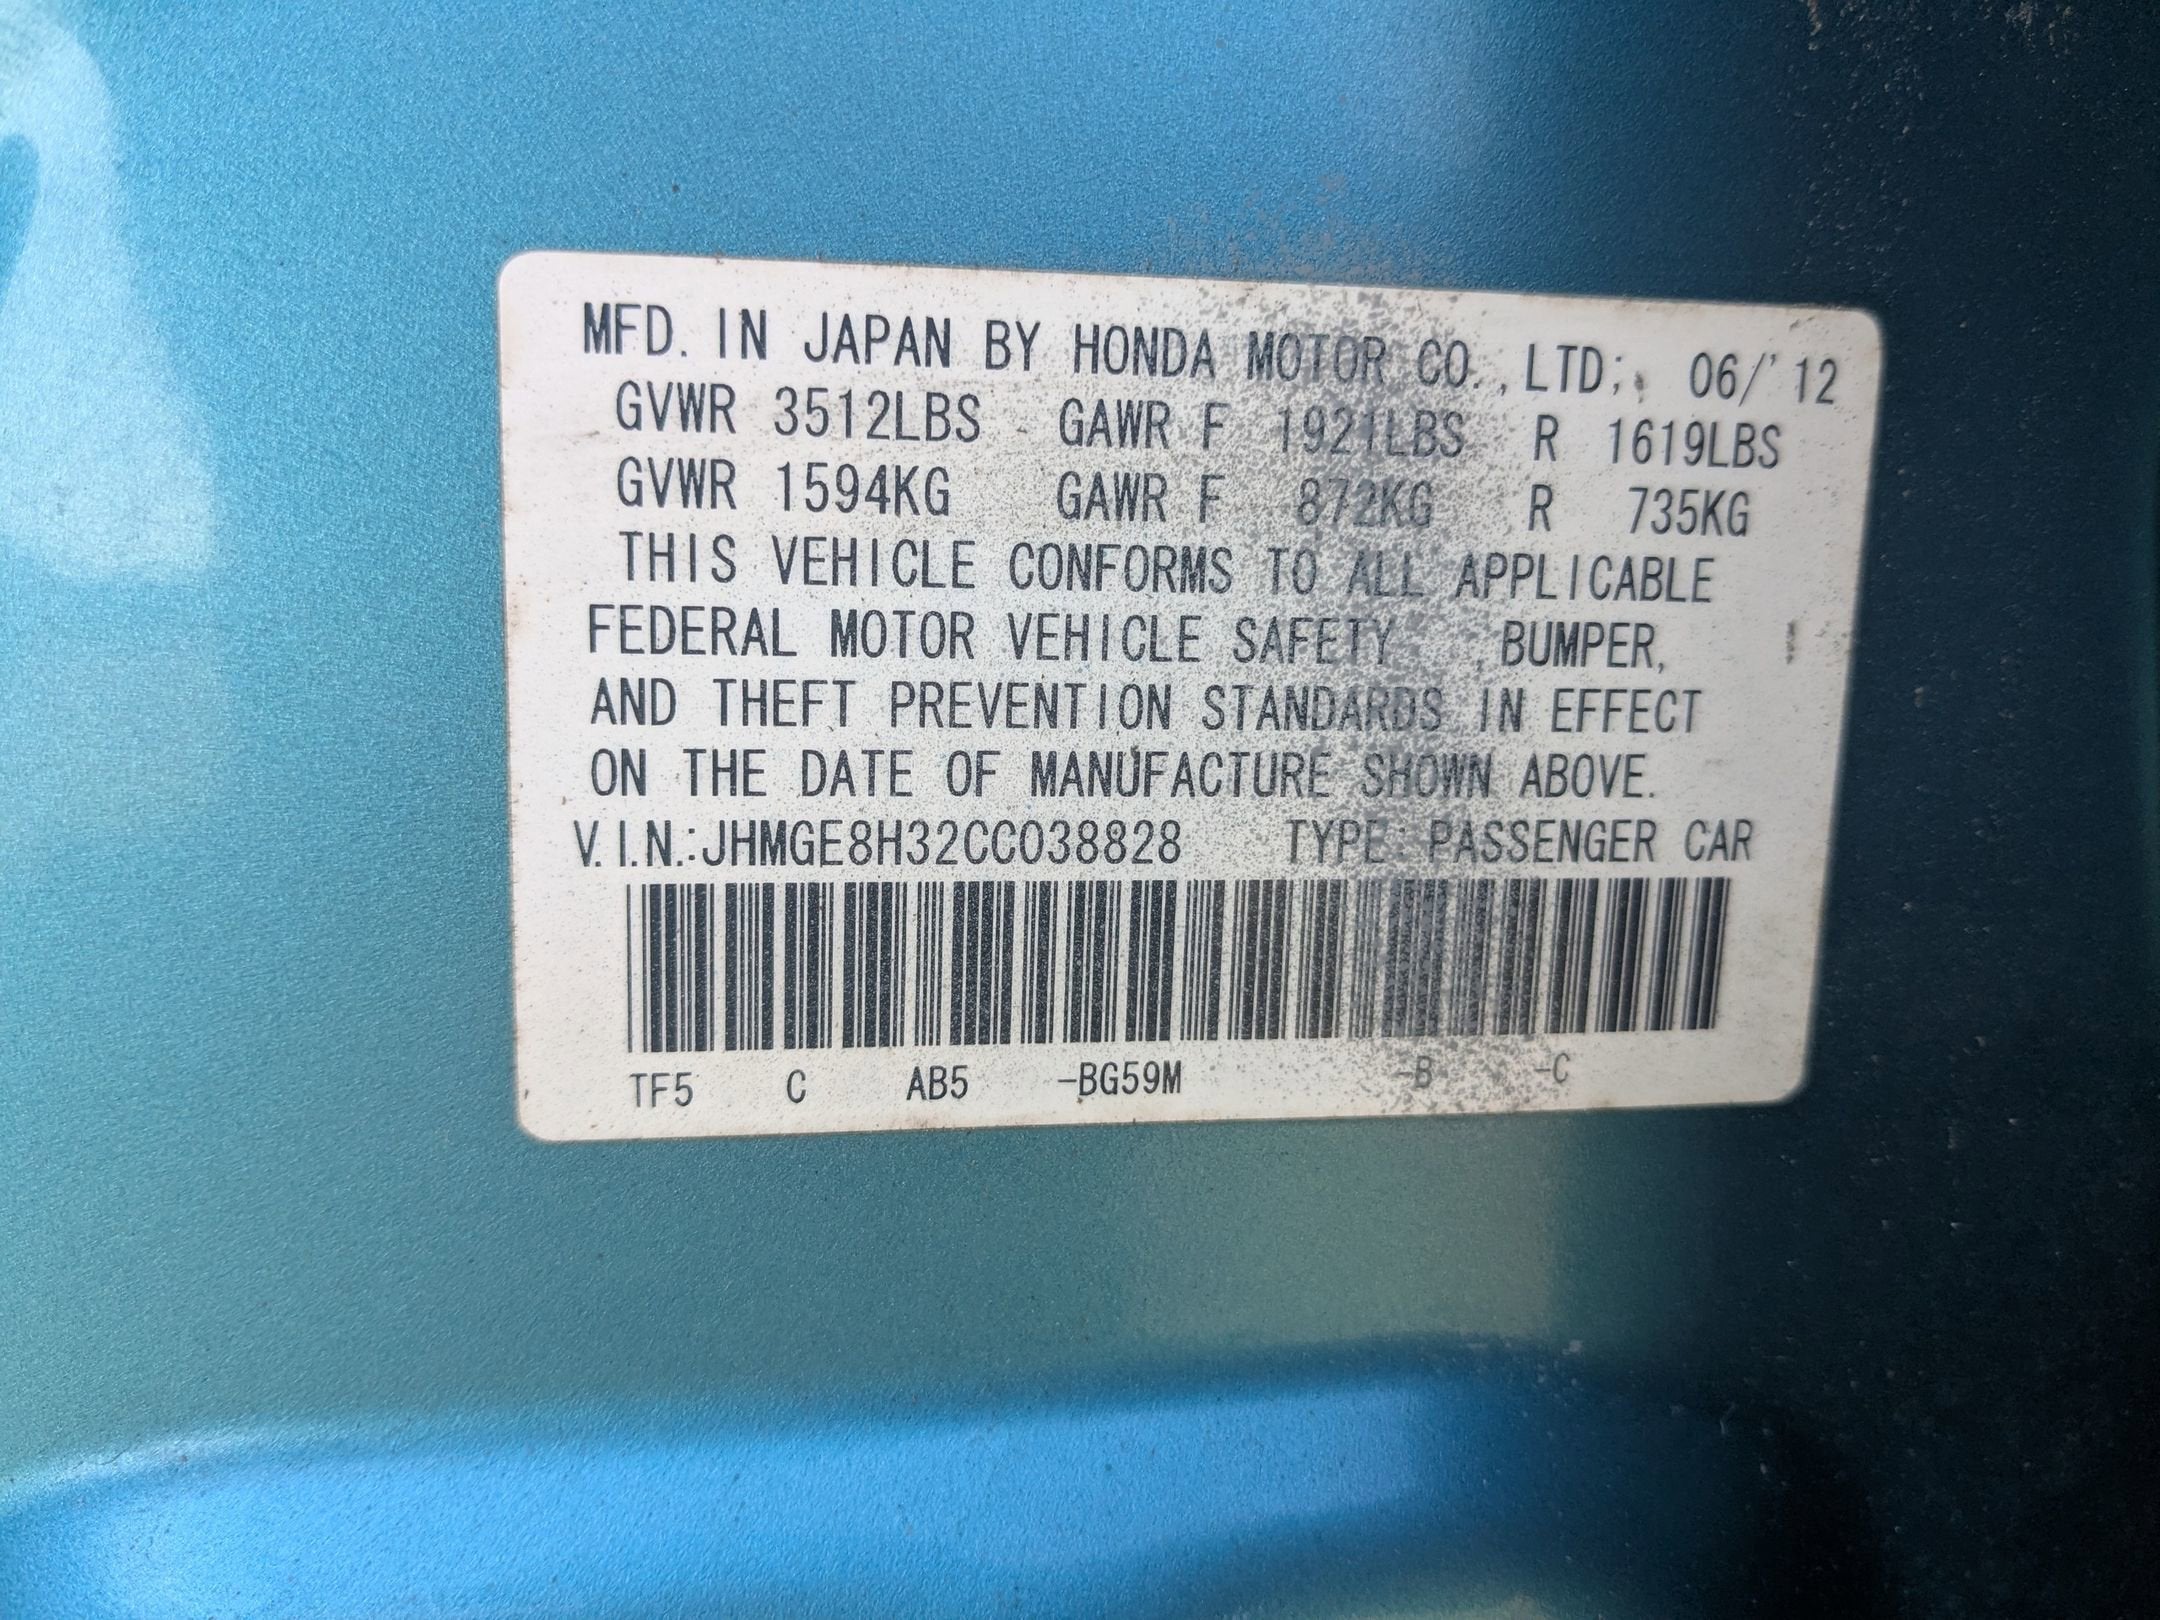 MFD. IN JAPAN BY HONDA MOTOR CO.,LTD; 06/'12
GVWR 3512LBS GAWR F 1921LBS R 1619LBS
GVWR 1594KG GAWR F 872KG R 735KG
THIS VEHICLE CONFORMS TO ALL APPLICABLE
FEDERAL MOTOR VEHICLE SAFETY ,BUMPER,
AND THEFT PREVENTION STANDARDS IN EFFECT
ON THE DATE OF MANUFACTURE SHOWN ABOVE.
V.I.N.:JHMGE8H32CC038828 TYPE: PASSENGER CAR
TF5 C AB5 -BG59M -B -C